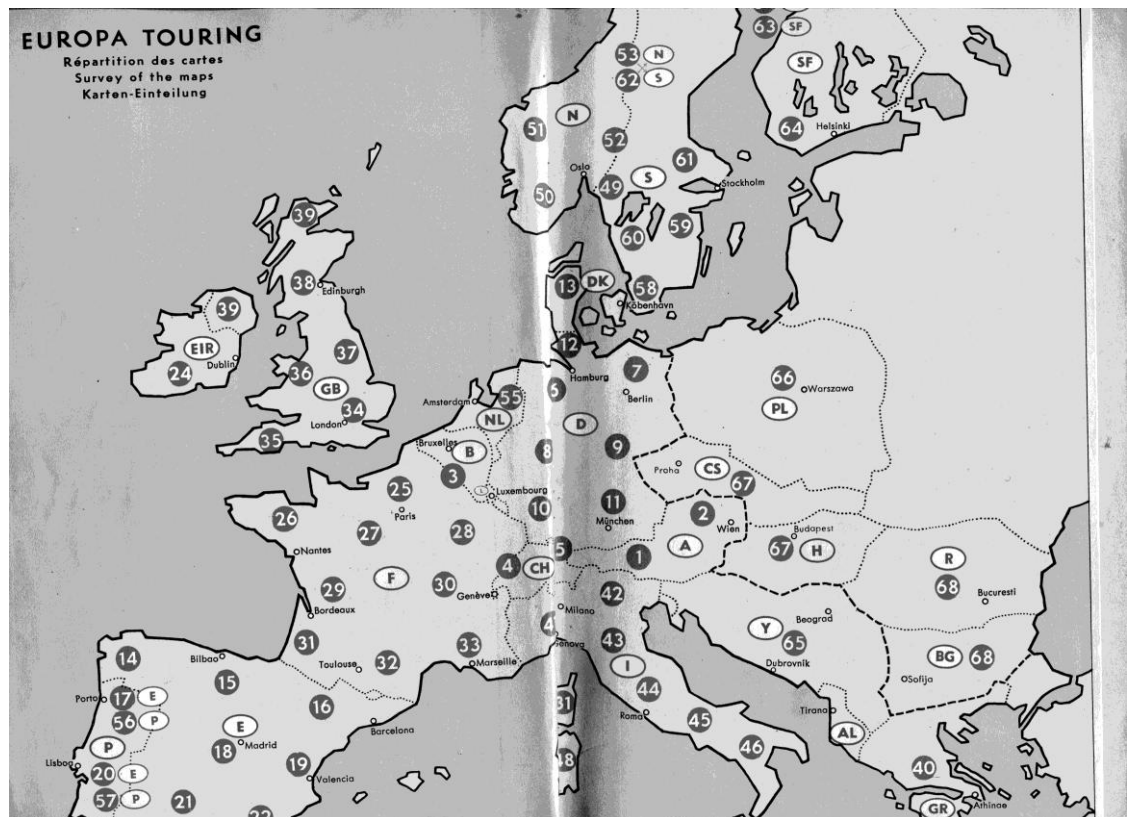 EUROPA TOURING
Répartition des cartes
Survey of the maps
Karten-Einteilung
63 SF
53 N
62 S
SF
64
Helsinki
51
N
52
61
Oslo
49
S
Stockholm
50
59
60
39
38
Edinburgh
13
DK
58
Köbenhavn
39
EIR
Dublin
24
37
36
GB
34
London
35
12
Hamburg
7
6
Berlin
66
Warszawa
PL
55
Amsterdam
NL
D
Bruxelles
B
8
9
3
Praha
CS
67
L
Luxembourg
25
Paris
10
11
München
2
Wien
26
27
28
Nantes
A
5
1
67
Budapest
H
4
CH
R
68
Bucuresti
F
29
30
Genève
42
Bordeaux
Milano
Beograd
31
33
4
43
Y
65
BG
68
14
Bilbao
Toulouse
32
Marseille
Genova
I
Dubrovnik
Sofija
15
Porto
17 E
16
44
56 P
E
Barcelona
Roma
45
Tirana
AL
P
18
Madrid
46
Lisboa
20 E
19
Valencia
40
57 P
21
22
31
48
Athinae
GR